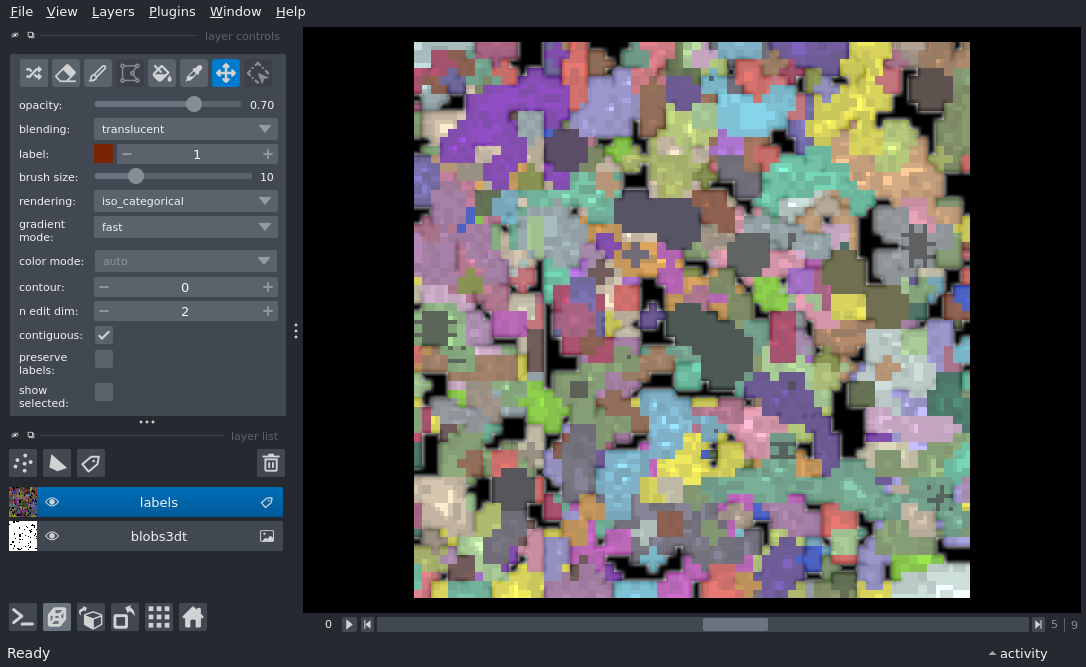 File View Layers Plugins Window Help
layer controls
opacity: 0.70
blending: translucent
label: 1
brush size: 10
rendering: iso_categorical
gradient
mode: fast
color mode: auto
contour: 0
n edit dim: 2
contiguous:
preserve
labels:
show
selected:
layer list
labels
blobs3dt
0 5 9
Ready activity